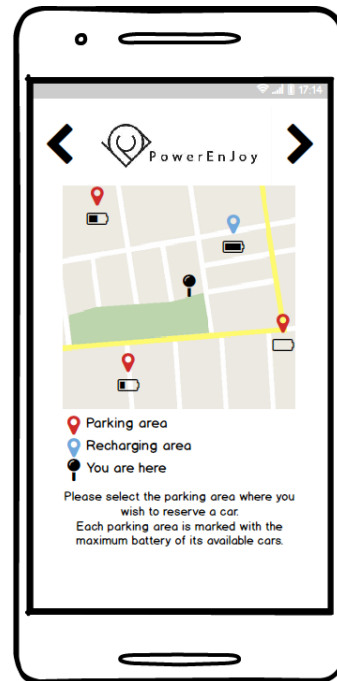 17:14
PowerEnJoy
Parking area
Recharging area
You are here
Please select the parking area where you
wish to reserve a car.
Each parking area is marked with the
maximum battery of its available cars.